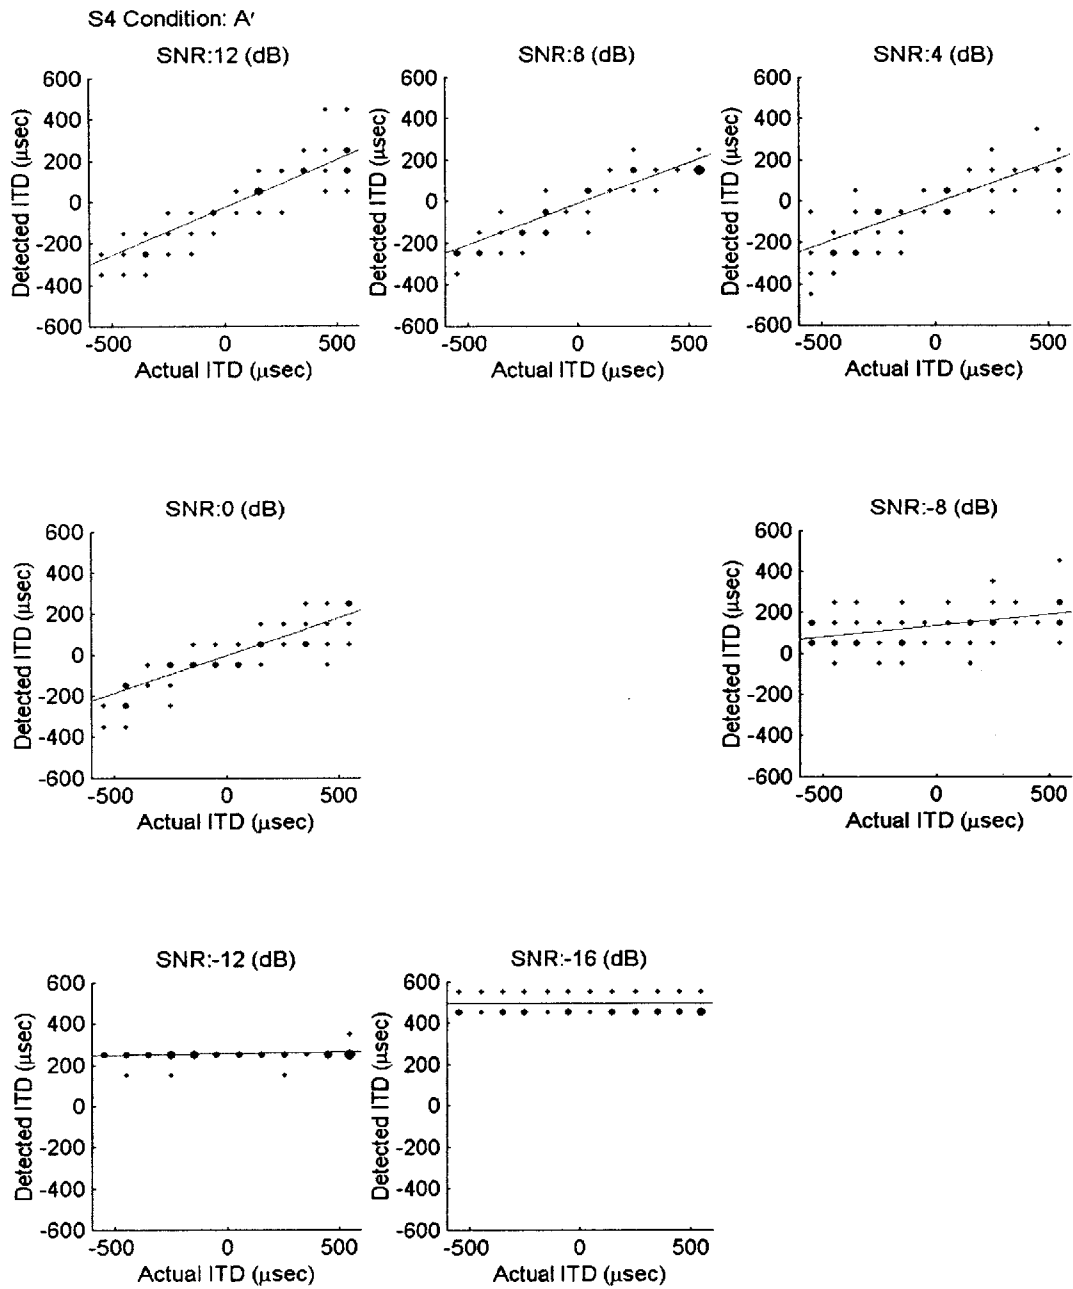 S4 Condition: A′
SNR:12 (dB)
600
400
200
0
-200
-400
-600
Detected ITD (μsec)
-500 0 500
Actual ITD (μsec)
SNR:8 (dB)
600
400
200
0
-200
-400
-600
Detected ITD (μsec)
-500 0 500
Actual ITD (μsec)
SNR:4 (dB)
600
400
200
0
-200
-400
-600
Detected ITD (μsec)
-500 0 500
Actual ITD (μsec)
SNR:0 (dB)
600
400
200
0
-200
-400
-600
Detected ITD (μsec)
-500 0 500
Actual ITD (μsec)
SNR:-8 (dB)
600
400
200
0
-200
-400
-600
Detected ITD (μsec)
-500 0 500
Actual ITD (μsec)
SNR:-12 (dB)
600
400
200
0
-200
-400
-600
Detected ITD (μsec)
-500 0 500
Actual ITD (μsec)
SNR:-16 (dB)
600
400
200
0
-200
-400
-600
Detected ITD (μsec)
-500 0 500
Actual ITD (μsec)